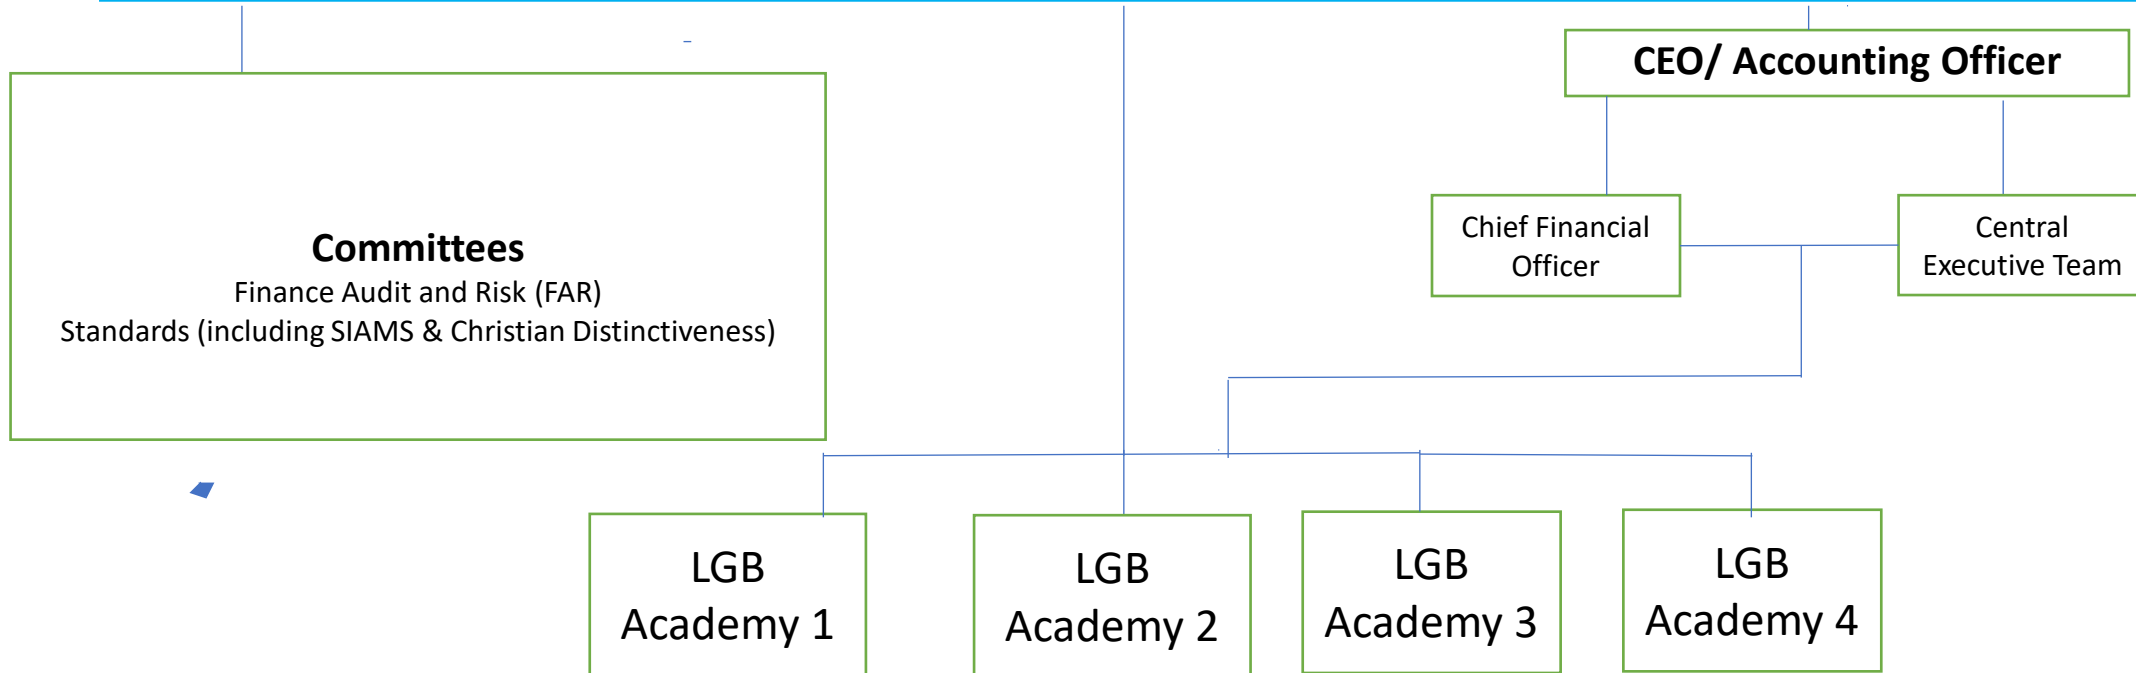 CEO/ Accounting Officer
Chief Financial
Officer
Central
Executive Team
Committees
Finance Audit and Risk (FAR)
Standards (including SIAMS & Christian Distinctiveness)
LGB
Academy 1
LGB
Academy 2
LGB
Academy 3
LGB
Academy 4